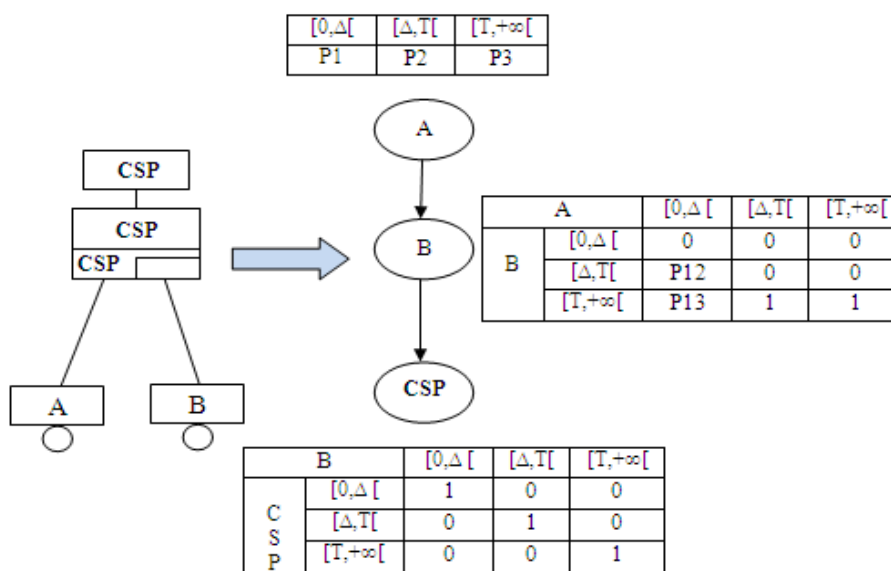 [0,Δ[ [Δ,T[ [T,+∞[
P1 P2 P3
A
CSP
CSP
CSP
B
A [0,Δ [ [Δ,T[ [T,+∞[
B [0,Δ [ 0 0 0
[Δ,T[ P12 0 0
[T,+∞[ P13 1 1
CSP
A B
B [0,Δ [ [Δ,T[ [T,+∞[
C [0,Δ [ 1 0 0
S [Δ,T[ 0 1 0
P [T,+∞[ 0 0 1